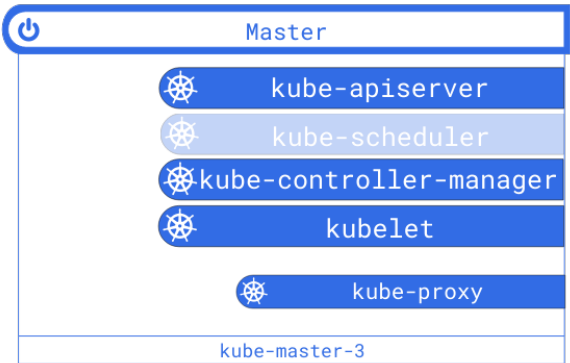 Master
kube-apiserver
kube-scheduler
kube-controller-manager
kubelet
kube-proxy
kube-master-3